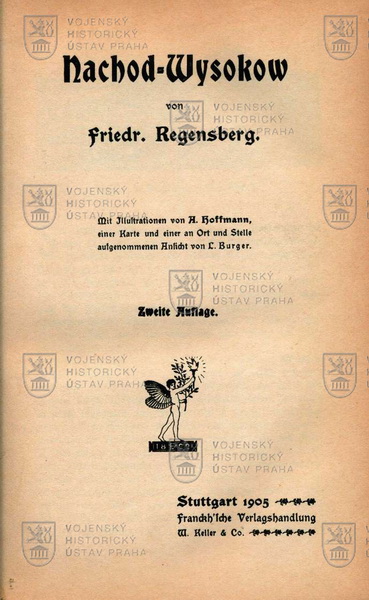 Nachod-Wysokow
von
Friedr. Regensberg.
Mit Illustrationen von A. Hoffmann,
einer Karte und einer an Ort und Stelle
aufgenommenen Ansicht von L. Burger.
Zweite Auflage.
Stuttgart 1905
Franckh'sche Verlagshandlung
W. Keller & Co.
VOJENSKÝ
HISTORICKÝ
ÚSTAV PRAHA